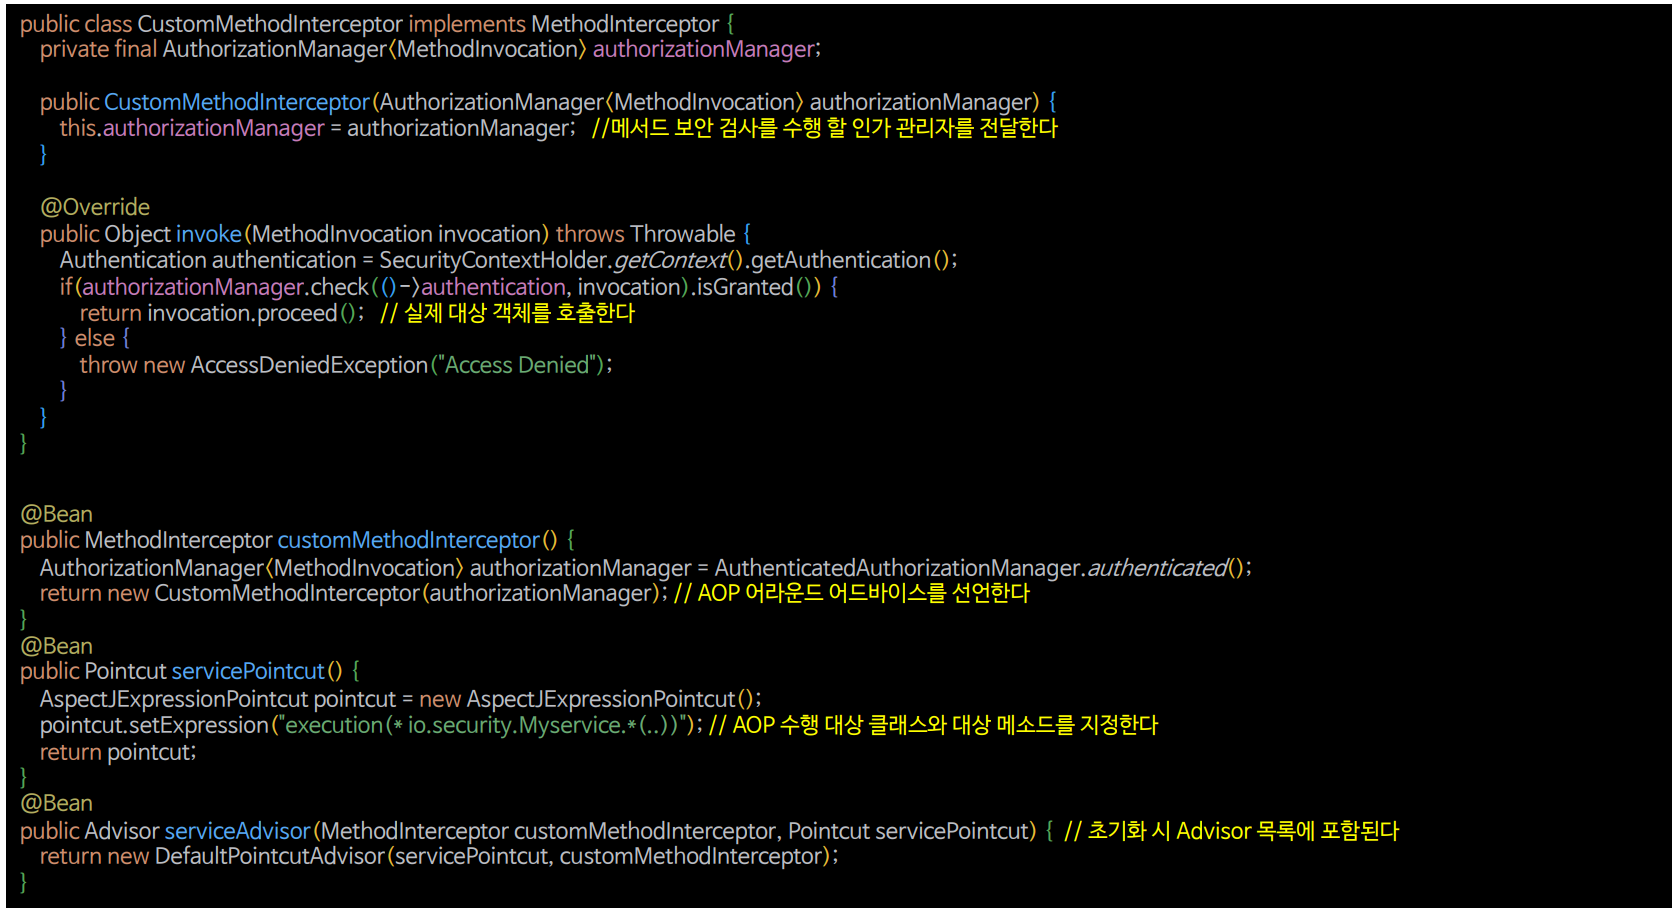 public class CustomMethodInterceptor implements MethodInterceptor {
private final AuthorizationManager<MethodInvocation> authorizationManager;
public CustomMethodInterceptor(AuthorizationManager<MethodInvocation> authorizationManager) {
this.authorizationManager = authorizationManager; //메서드 보안 검사를 수행 할 인가 관리자를 전달한다
}
@Override
public Object invoke(MethodInvocation invocation) throws Throwable {
Authentication authentication = SecurityContextHolder.getContext().getAuthentication();
if(authorizationManager.check(()->authentication, invocation).isGranted()) {
return invocation.proceed(); // 실제 대상 객체를 호출한다
} else {
throw new AccessDeniedException("Access Denied");
}
}
}
@Bean
public MethodInterceptor customMethodInterceptor() {
AuthorizationManager<MethodInvocation> authorizationManager = AuthenticatedAuthorizationManager.authenticated();
return new CustomMethodInterceptor(authorizationManager); // AOP 어라운드 어드바이스를 선언한다
}
@Bean
public Pointcut servicePointcut() {
AspectJExpressionPointcut pointcut = new AspectJExpressionPointcut();
pointcut.setExpression("execution(* io.security.Myservice.*(..))"); // AOP 수행 대상 클래스와 대상 메소드를 지정한다
return pointcut;
}
@Bean
public Advisor serviceAdvisor(MethodInterceptor customMethodInterceptor, Pointcut servicePointcut) { // 초기화 시 Advisor 목록에 포함된다
return new DefaultPointcutAdvisor(servicePointcut, customMethodInterceptor);
}